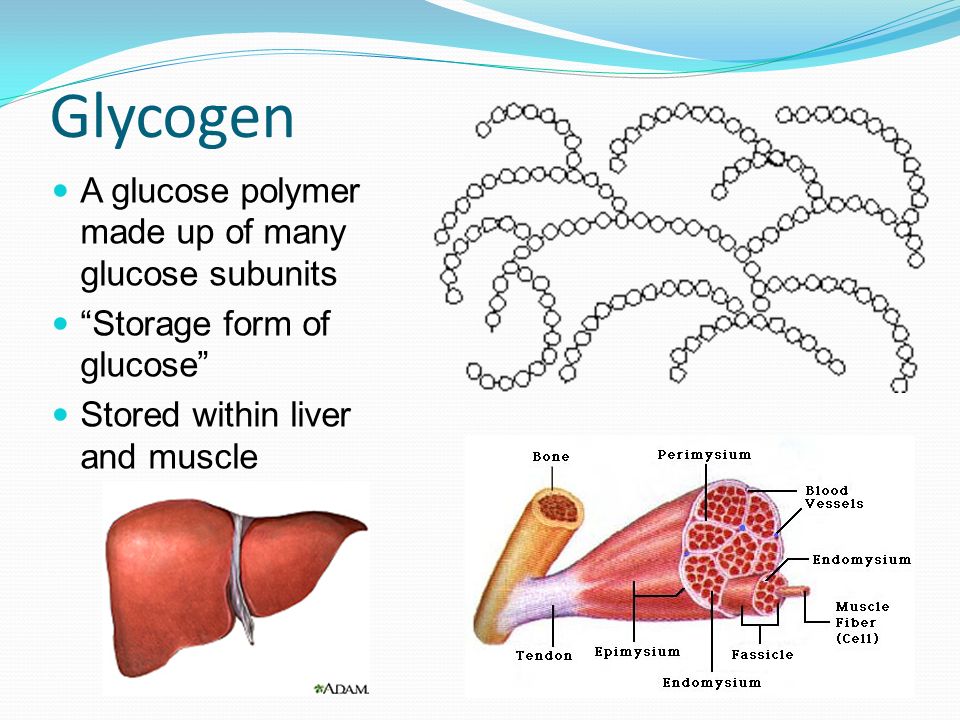 Glycogen
• A glucose polymer
made up of many
glucose subunits
• “Storage form of
glucose”
• Stored within liver
and muscle
ADAM.
Bone
Perimysium
Blood
Vessels
Endomysium
Muscle
Fiber
(Cell)
Fassicle
Endomysium
Epimysium
Tendon